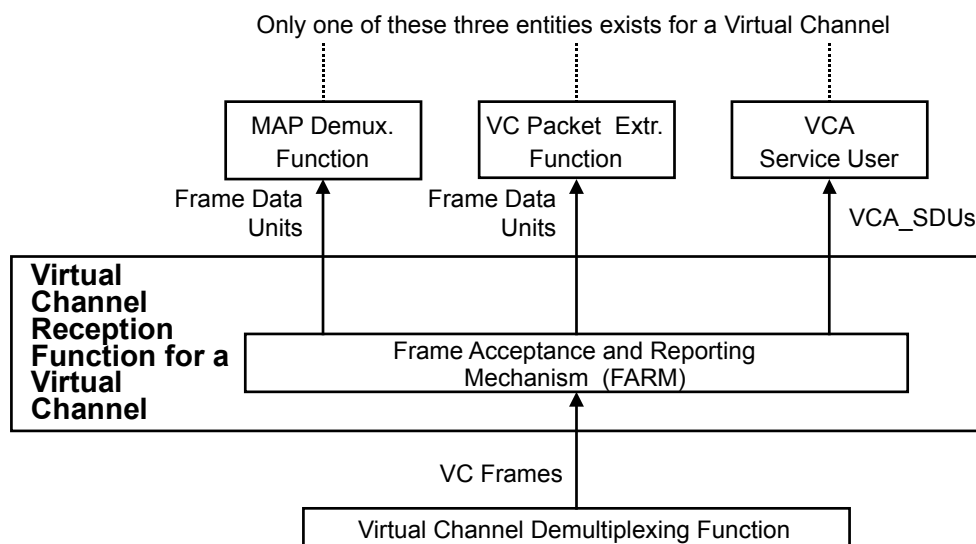 Only one of these three entities exists for a Virtual Channel
MAP Demux.
Function
VC Packet Extr.
Function
VCA
Service User
Frame Data
Units
Frame Data
Units
VCA_SDUs
Virtual
Channel
Reception
Function for a
Virtual
Channel
Frame Acceptance and Reporting
Mechanism (FARM)
VC Frames
Virtual Channel Demultiplexing Function